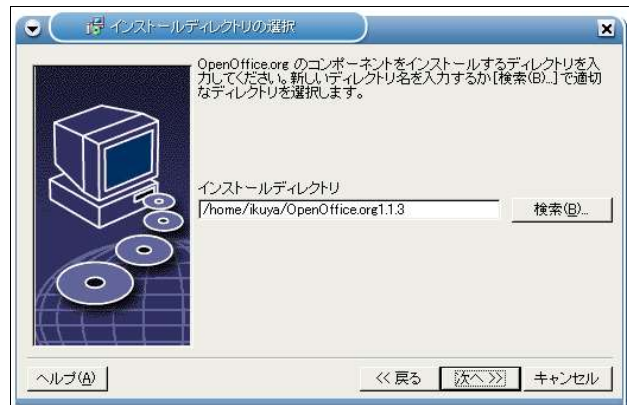 インストールディレクトリの選択
OpenOffice.org のコンポーネントをインストールするディレクトリを入
力してください。新しいディレクトリ名を入力するか[検索(B)...]で適切
なディレクトリを選択します。
インストールディレクトリ
/home/ikuya/OpenOffice.org1.1.3
検索(B)...
ヘルプ(A)
<< 戻る
次へ >>
キャンセル